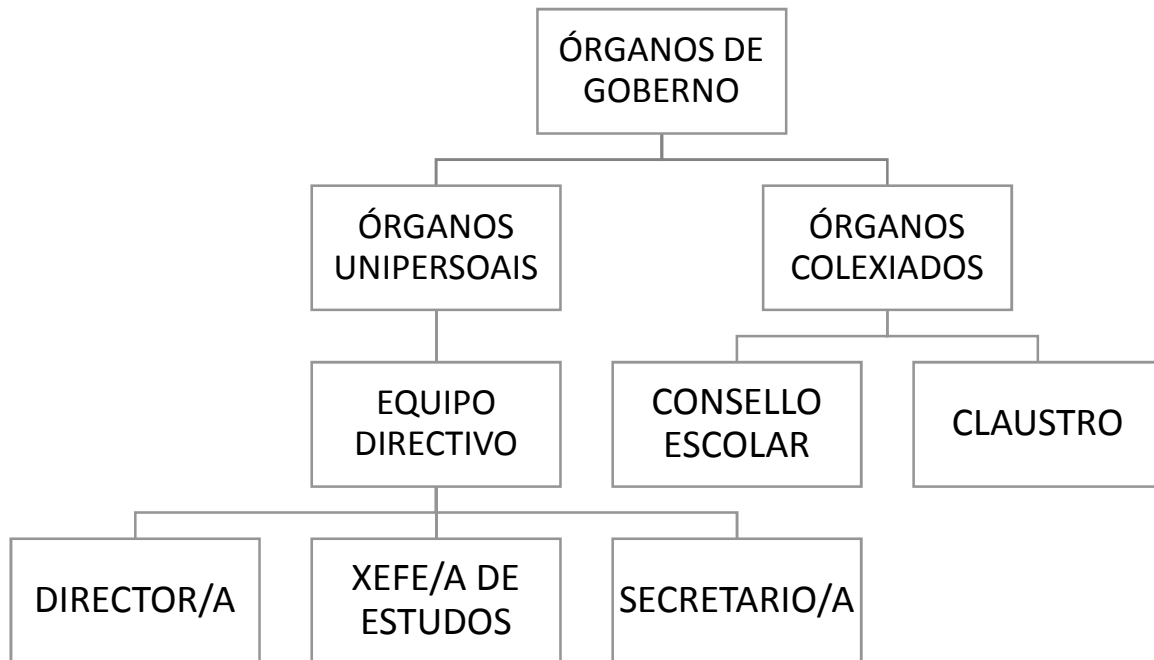 ÓRGANOS DE
GOBERNO
ÓRGANOS
UNIPERSOAIS
ÓRGANOS
COLEXIADOS
EQUIPO
DIRECTIVO
CONSELLO
ESCOLAR
CLAUSTRO
DIRECTOR/A
XEFE/A DE
ESTUDOS
SECRETARIO/A